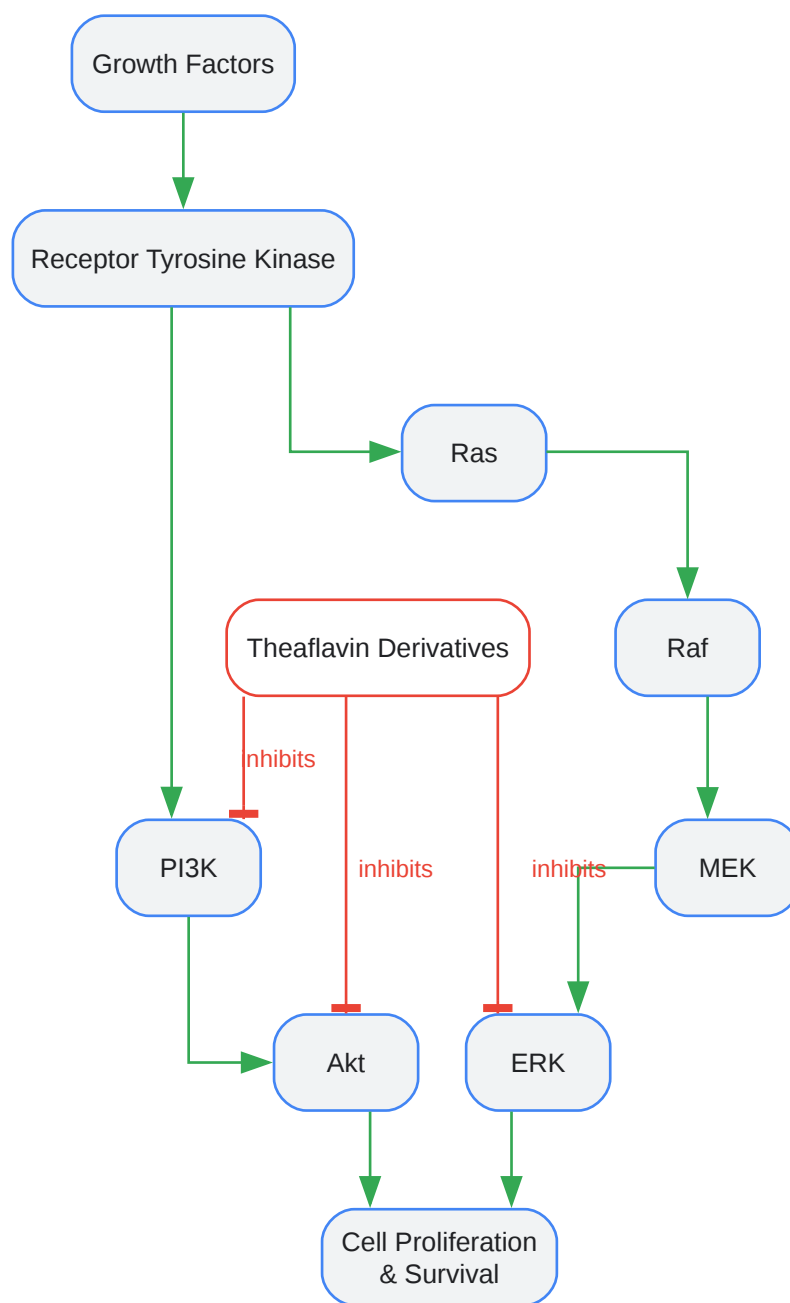 Growth Factors
Receptor Tyrosine Kinase
Ras
Theaflavin Derivatives
Raf
inhibits
PI3K
inhibits
inhibits
MEK
Akt
ERK
Cell Proliferation
& Survival